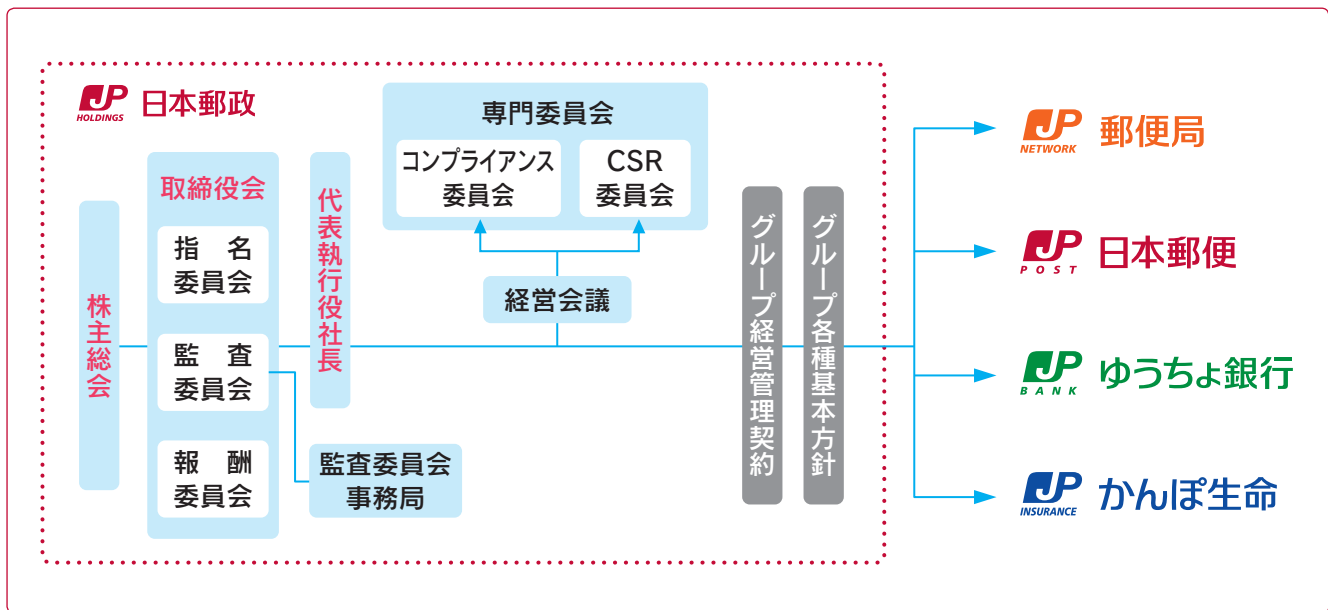 JP
HOLDINGS
日本郵政
株主総会
取締役会
指 名
委員会
監 査
委員会
報 酬
委員会
代表執行役社長
監査委員会
事務局
専門委員会
コンプライアンス
委員会
CSR
委員会
経営会議
グループ経営管理契約
グループ各種基本方針
JP
NETWORK
郵便局
JP
POST
日本郵便
JP
BANK
ゆうちょ銀行
JP
INSURANCE
かんぽ生命